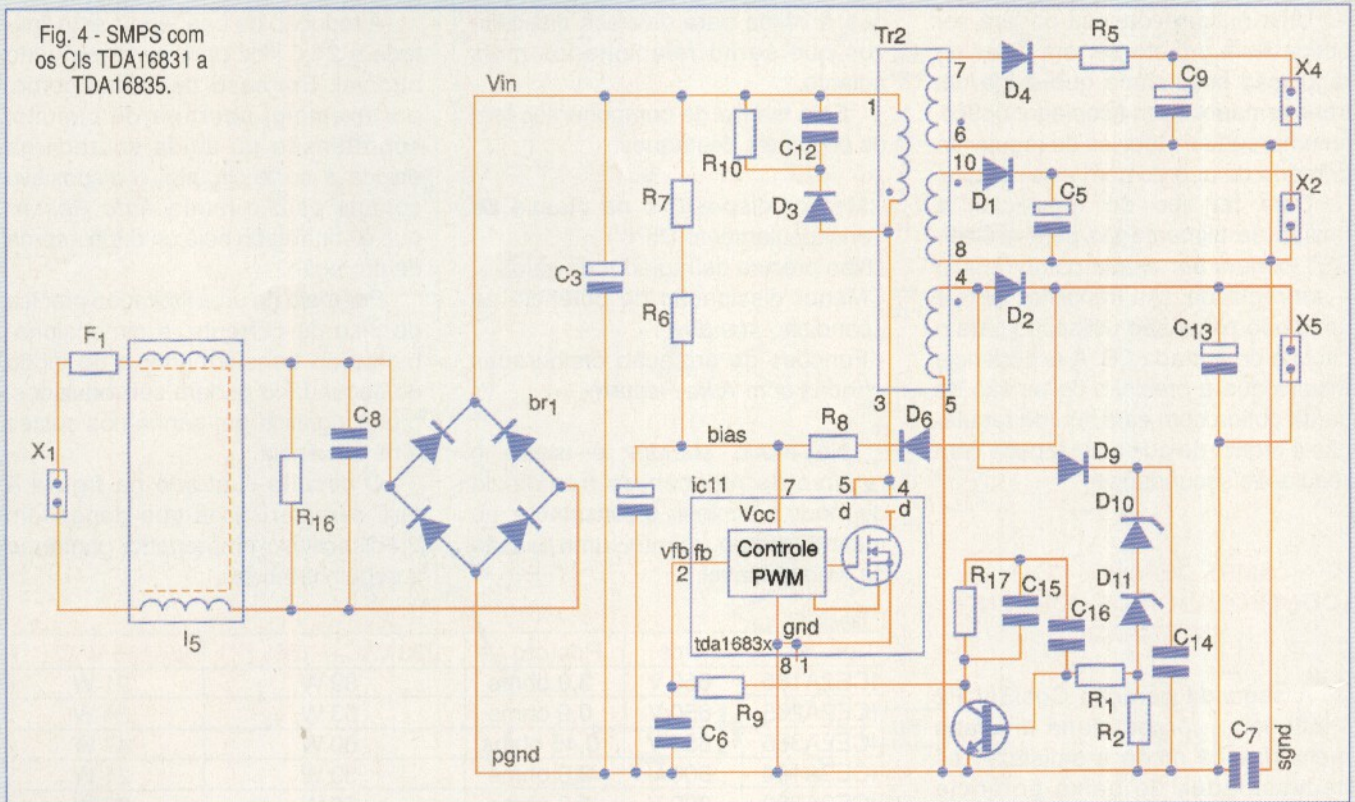 Fig. 4 - SMPS com
os CIs TDA16831 a
TDA16835.
Vin
Tr2
7
D4
R5
C9
X4
6
1
R10
C12
D3
R7
10
D1
C5
X2
8
C3
4
D2
R6
C13
X5
F1
br1
C8
3
5
D6
R8
bias
X1
R16
ic11
7
5
4
D9
Vcc
d
d
D10
vfb
fb
2
Controle
PWM
R17
C15
C16
D11
I5
gnd
tda1683x
8
1
C14
R9
R1
R2
C6
C7
pgnd
sgnd